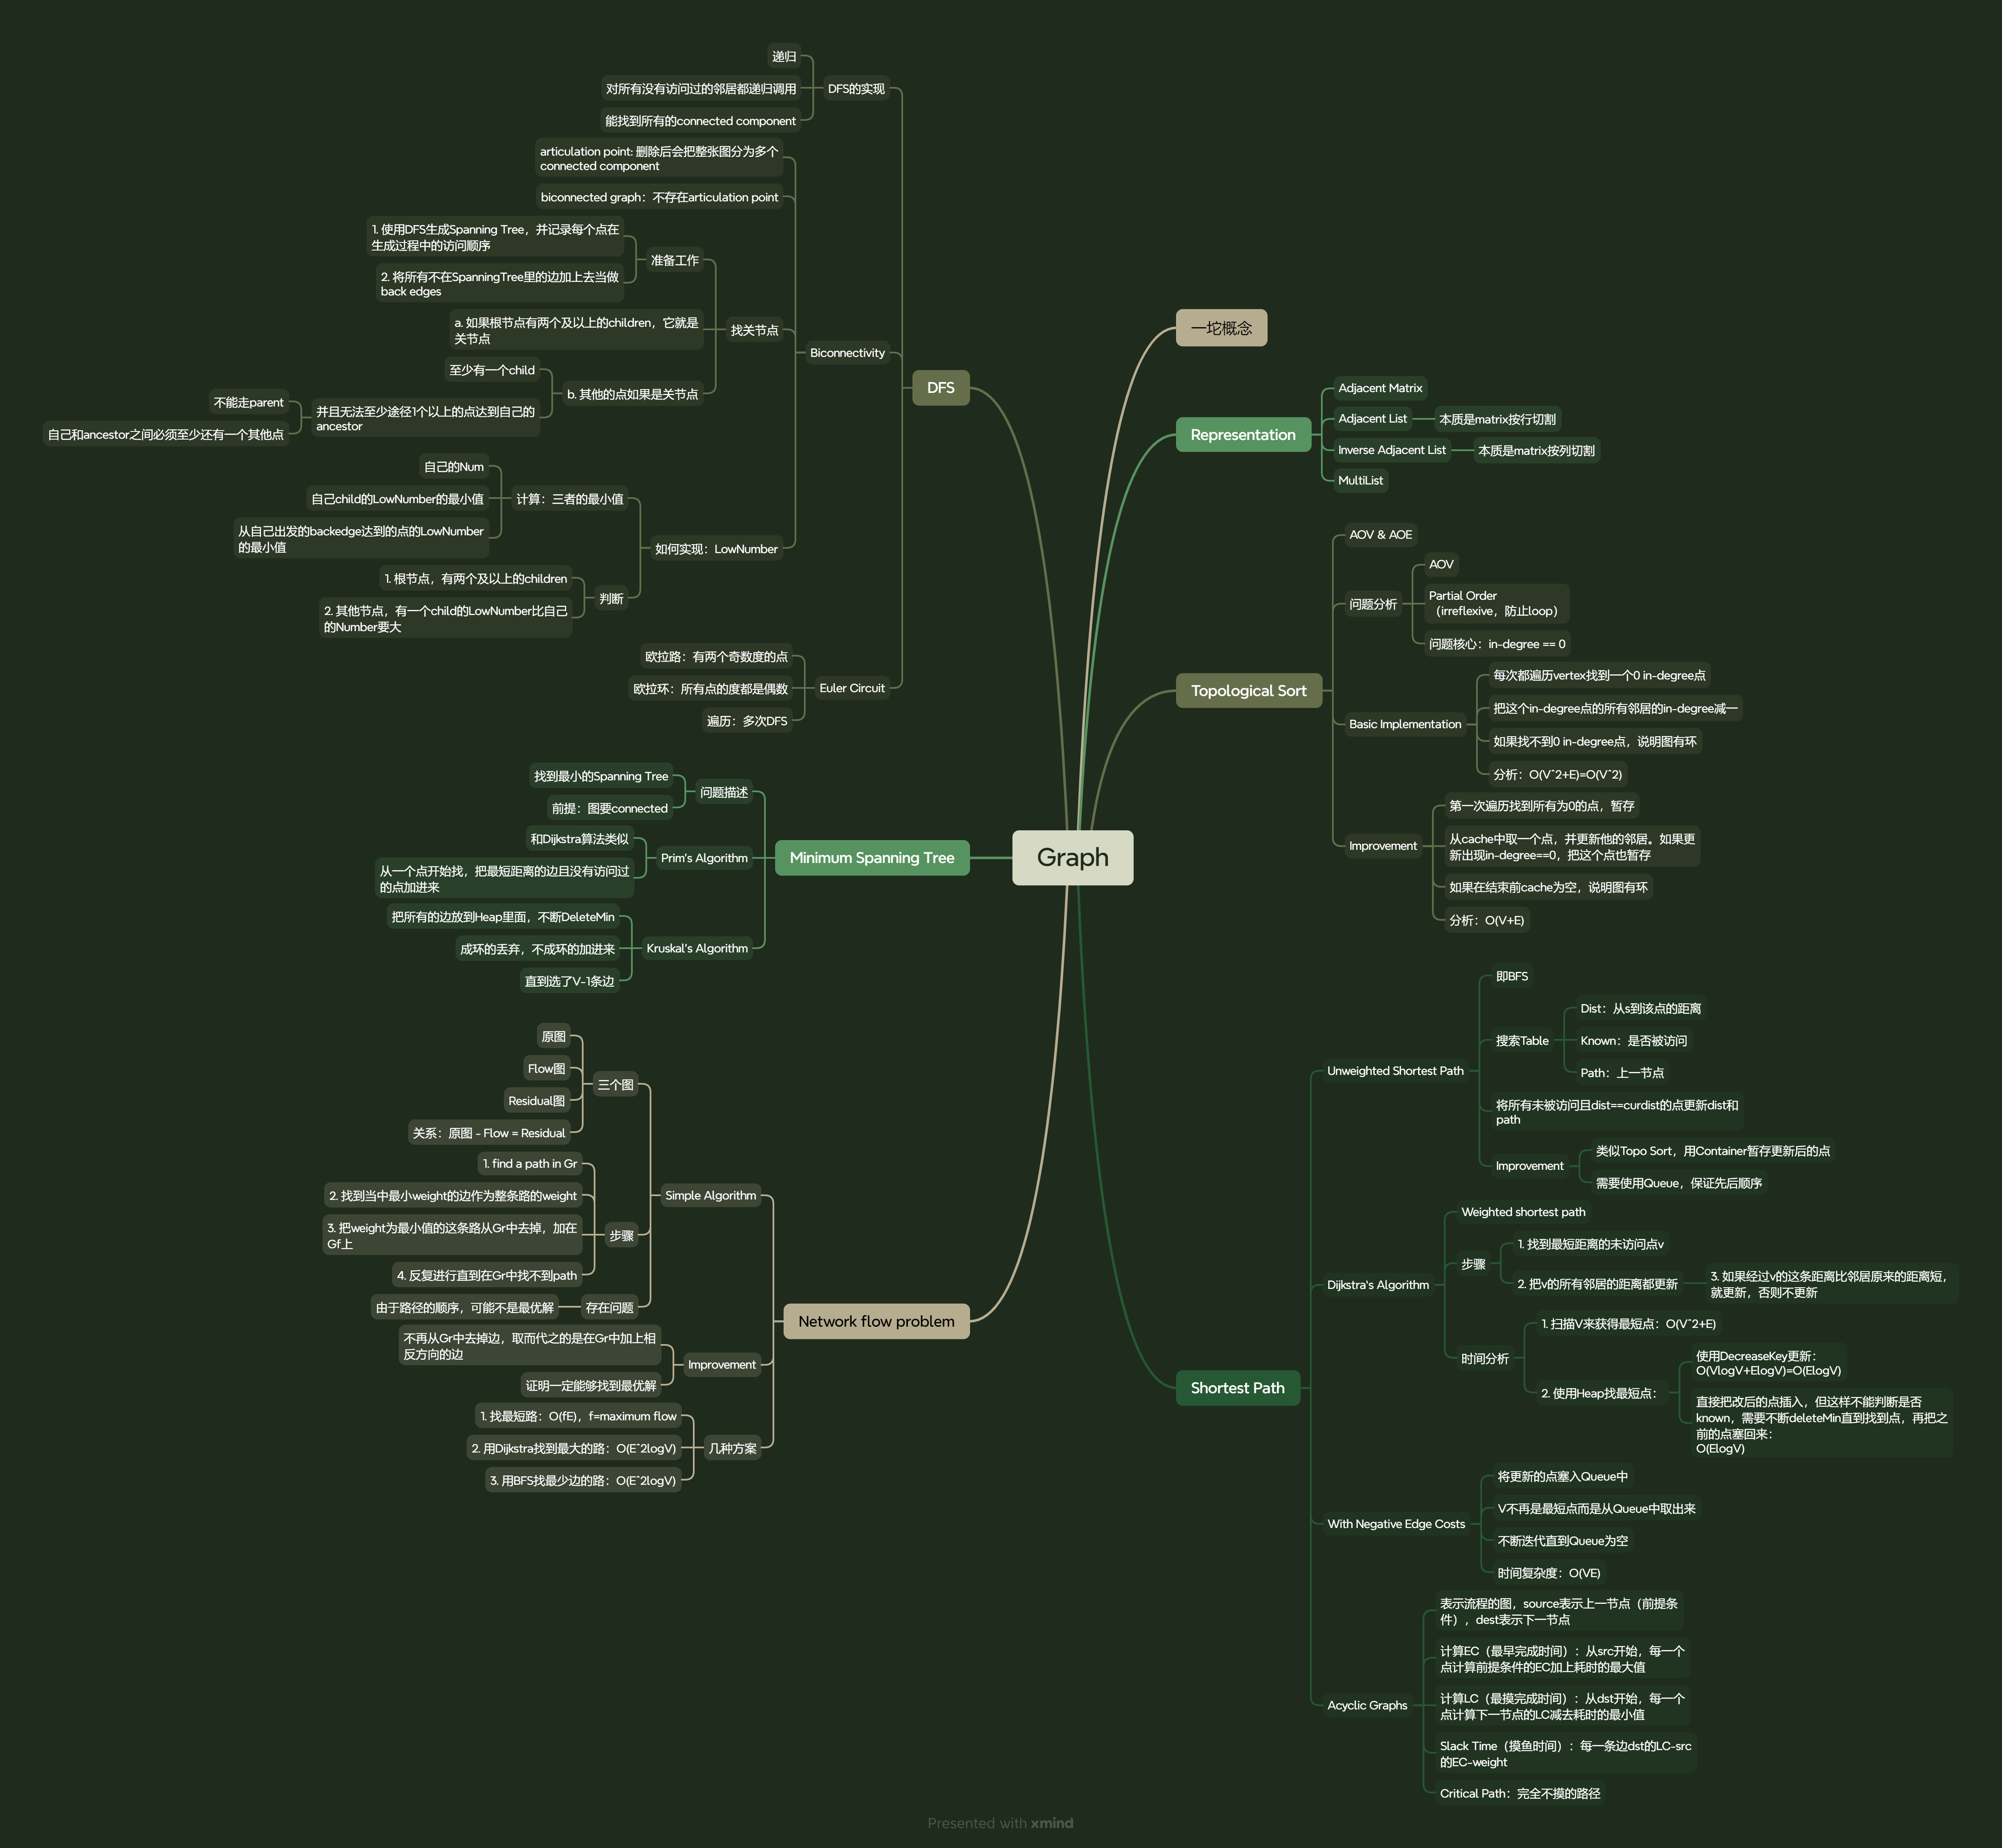 Graph
一坨概念
Representation
Adjacent Matrix
Adjacent List
本质是matrix按行切割
Inverse Adjacent List
本质是matrix按列切割
MultiList
Topological Sort
AOV & AOE
问题分析
AOV
Partial Order
（irreflexive，防止loop）
问题核心：in-degree == 0
Basic Implementation
每次都遍历vertex找到一个0 in-degree点
把这个in-degree点的所有邻居的in-degree减一
如果找不到0 in-degree点，说明图有环
分析：O(V^2+E)=O(V^2)
Improvement
第一次遍历找到所有为0的点，暂存
从cache中取一个点，并更新他的邻居。如果更
新出现in-degree==0，把这个点也暂存
如果在结束前cache为空，说明图有环
分析：O(V+E)
Shortest Path
Unweighted Shortest Path
即BFS
搜索Table
Dist：从s到该点的距离
Known：是否被访问
Path：上一节点
将所有未被访问且dist==curdist的点更新dist和
path
Improvement
类似Topo Sort，用Container暂存更新后的点
需要使用Queue，保证先后顺序
Dijkstra's Algorithm
Weighted shortest path
步骤
1. 找到最短距离的未访问点v
2. 把v的所有邻居的距离都更新
3. 如果经过v的这条距离比邻居原来的距离短，
就更新，否则不更新
时间分析
1. 扫描V来获得最短点：O(V^2+E)
2. 使用Heap找最短点：
使用DecreaseKey更新：
O(VlogV+ElogV)=O(ElogV)
直接把改后的点插入，但这样不能判断是否
known，需要不断deleteMin直到找到点，再把之
前的点塞回来：
O(ElogV)
With Negative Edge Costs
将更新的点塞入Queue中
V不再是最短点而是从Queue中取出来
不断迭代直到Queue为空
时间复杂度：O(VE)
Acyclic Graphs
表示流程的图，source表示上一节点（前提条
件），dest表示下一节点
计算EC（最早完成时间）：从src开始，每一个
点计算前提条件的EC加上耗时的最大值
计算LC（最摸完成时间）：从dst开始，每一个
点计算下一节点的LC减去耗时的最小值
Slack Time（摸鱼时间）：每一条边dst的LC-src
的EC-weight
Critical Path：完全不摸的路径
DFS
DFS的实现
递归
对所有没有访问过的邻居都递归调用
能找到所有的connected component
Biconnectivity
articulation point: 删除后会把整张图分为多个
connected component
biconnected graph：不存在articulation point
找关节点
准备工作
1. 使用DFS生成Spanning Tree，并记录每个点在
生成过程中的访问顺序
2. 将所有不在SpanningTree里的边加上去当做
back edges
a. 如果根节点有两个及以上的children，它就是
关节点
b. 其他的点如果是关节点
至少有一个child
并且无法至少途径1个以上的点达到自己的
ancestor
不能走parent
自己和ancestor之间必须至少还有一个其他点
如何实现：LowNumber
计算：三者的最小值
自己的Num
自己child的LowNumber的最小值
从自己出发的backedge达到的点的LowNumber
的最小值
判断
1. 根节点，有两个及以上的children
2. 其他节点，有一个child的LowNumber比自己
的Number要大
Euler Circuit
欧拉路：有两个奇数度的点
欧拉环：所有点的度都是偶数
遍历：多次DFS
Minimum Spanning Tree
问题描述
找到最小的Spanning Tree
前提：图要connected
Prim's Algorithm
和Dijkstra算法类似
从一个点开始找，把最短距离的边且没有访问过
的点加进来
Kruskal's Algorithm
把所有的边放到Heap里面，不断DeleteMin
成环的丢弃，不成环的加进来
直到选了V-1条边
Network flow problem
Simple Algorithm
三个图
原图
Flow图
Residual图
关系：原图 - Flow = Residual
步骤
1. find a path in Gr
2. 找到当中最小weight的边作为整条路的weight
3. 把weight为最小值的这条路从Gr中去掉，加在
Gf上
4. 反复进行直到在Gr中找不到path
存在问题
由于路径的顺序，可能不是最优解
Improvement
不再从Gr中去掉边，取而代之的是在Gr中加上相
反方向的边
证明一定能够找到最优解
几种方案
1. 找最短路：O(fE)，f=maximum flow
2. 用Dijkstra找到最大的路：O(E^2logV)
3. 用BFS找最少边的路：O(E^2logV)
Presented with xmind